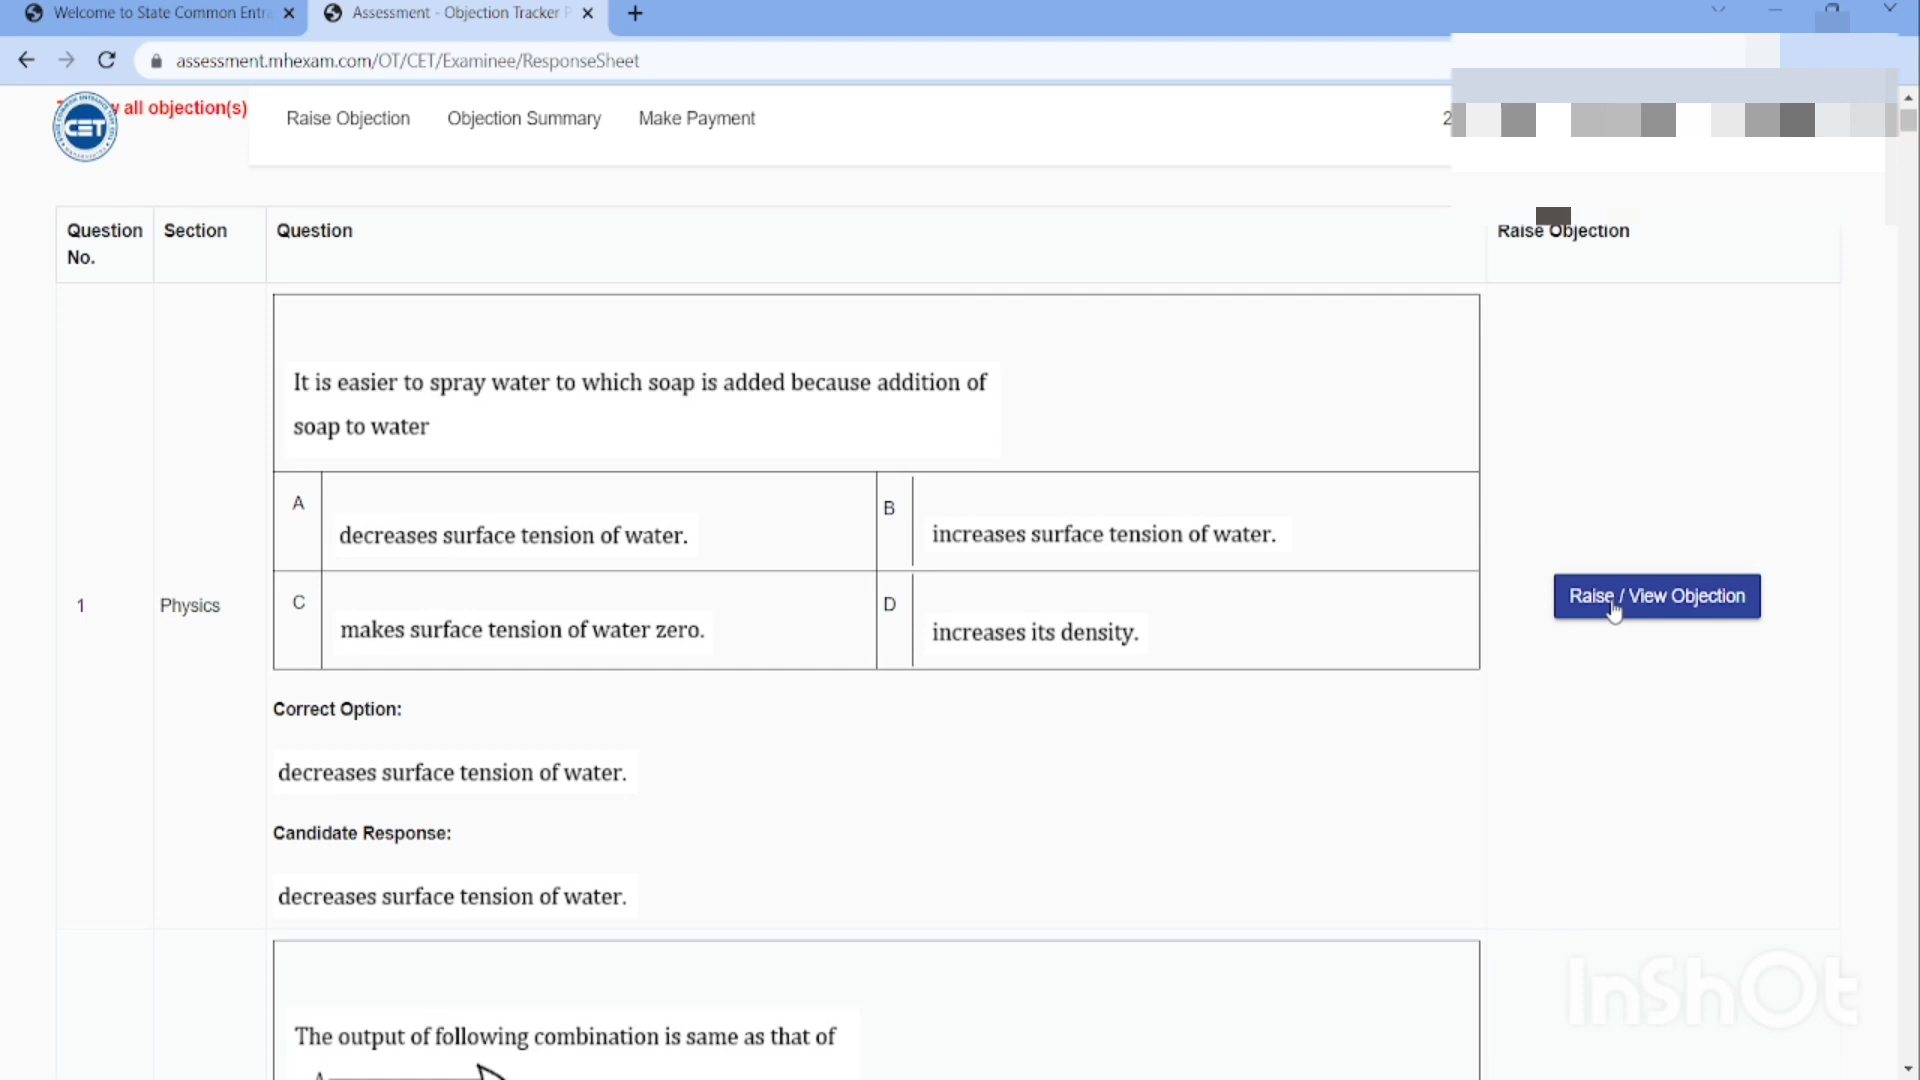 Welcome to State Common Entra
Assessment - Objection Tracker P
assessment.mhexam.com/OT/CET/Examinee/ResponseSheet
all objection(s)
CET
Raise Objection
Objection Summary
Make Payment
2
Question No.
Section
Question
Raise Objection
It is easier to spray water to which soap is added because addition of
soap to water
A
decreases surface tension of water.
B
increases surface tension of water.
C
makes surface tension of water zero.
D
increases its density.
1
Physics
Raise / View Objection
Correct Option:
decreases surface tension of water.
Candidate Response:
decreases surface tension of water.
The output of following combination is same as that of
A
InShOt